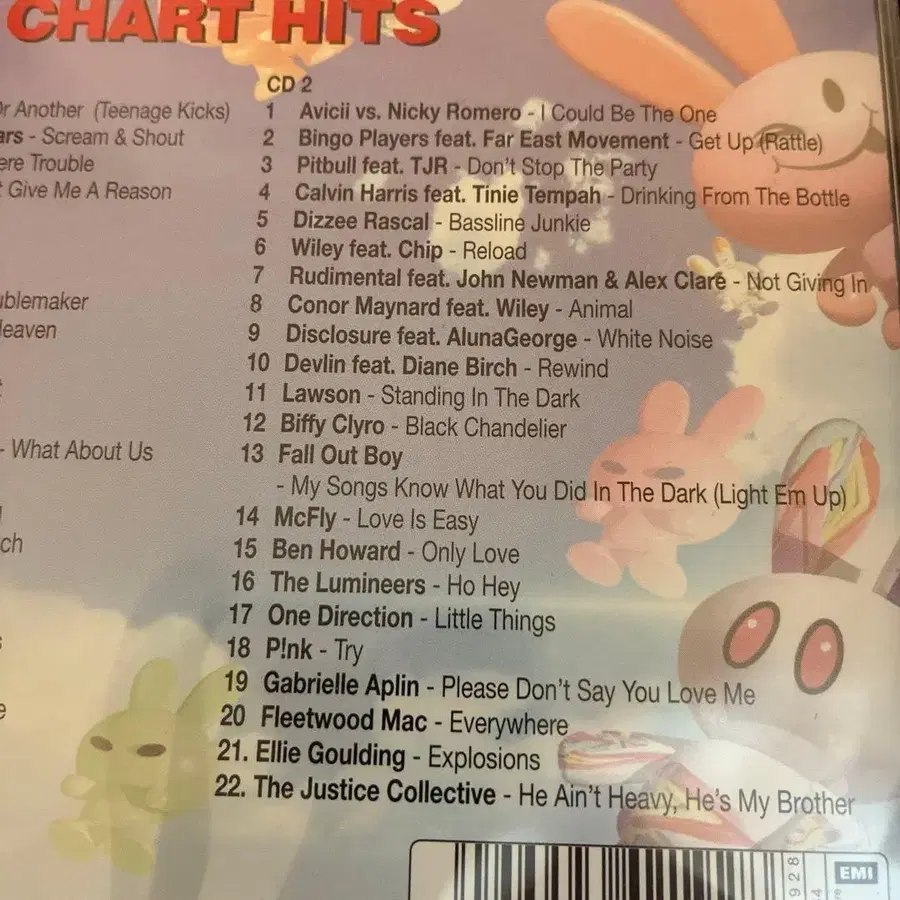 CHART HITS
Or Another (Teenage Kicks)
ars - Scream & Shout
ere Trouble
t Give Me A Reason
ublemaker
Heaven
- What About Us
ch
s
e
CD 2
1 Avicii vs. Nicky Romero - I Could Be The One
2 Bingo Players feat. Far East Movement - Get Up (Rattle)
3 Pitbull feat. TJR - Don't Stop The Party
4 Calvin Harris feat. Tinie Tempah - Drinking From The Bottle
5 Dizzee Rascal - Bassline Junkie
6 Wiley feat. Chip - Reload
7 Rudimental feat. John Newman & Alex Clare - Not Giving In
8 Conor Maynard feat. Wiley - Animal
9 Disclosure feat. AlunaGeorge - White Noise
10 Devlin feat. Diane Birch - Rewind
11 Lawson - Standing In The Dark
12 Biffy Clyro - Black Chandelier
13 Fall Out Boy
- My Songs Know What You Did In The Dark (Light Em Up)
14 McFly - Love Is Easy
15 Ben Howard - Only Love
16 The Lumineers - Ho Hey
17 One Direction - Little Things
18 P!nk - Try
19 Gabrielle Aplin - Please Don't Say You Love Me
20 Fleetwood Mac - Everywhere
21. Ellie Goulding - Explosions
22. The Justice Collective - He Ain't Heavy, He's My Brother
928
EMI